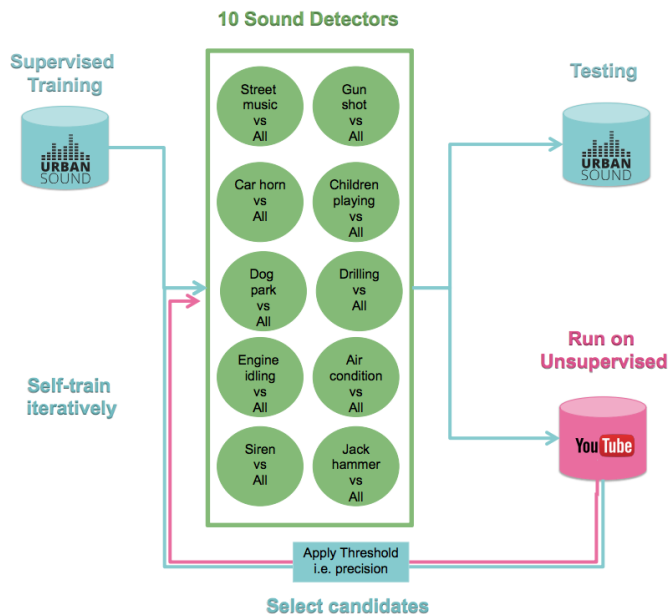 10 Sound Detectors
Supervised
Training
URBAN
SOUND
Street
music
vs
All
Gun
shot
vs
All
Car horn
vs
All
Children
playing
vs
All
Dog
park
vs
All
Drilling
vs
All
Engine
idling
vs
All
Air
condition
vs
All
Siren
vs
All
Jack
hammer
vs
All
Testing
URBAN
SOUND
Run on
Unsupervised
YouTube
Self-train
iteratively
Apply Threshold
i.e. precision
Select candidates